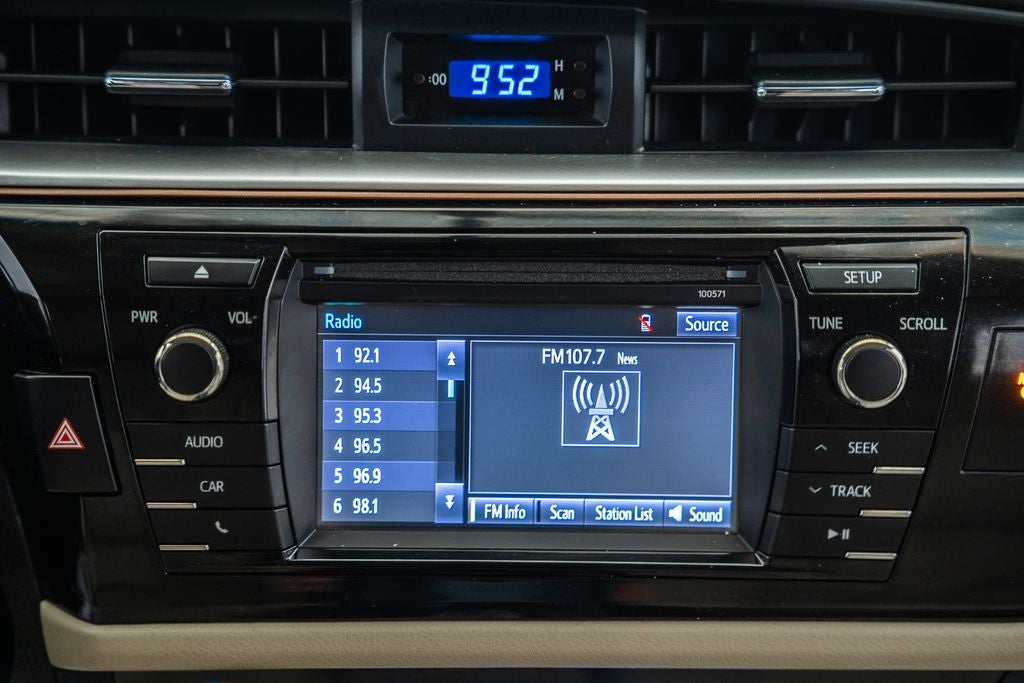 :00 952 H
M
100571
SETUP
PWR VOL
TUNE SCROLL
Radio Source
1 92.1
2 94.5
3 95.3
4 96.5
5 96.9
6 98.1
FM107.7 News
FM Info Scan Station List Sound
AUDIO
CAR
SEEK
TRACK